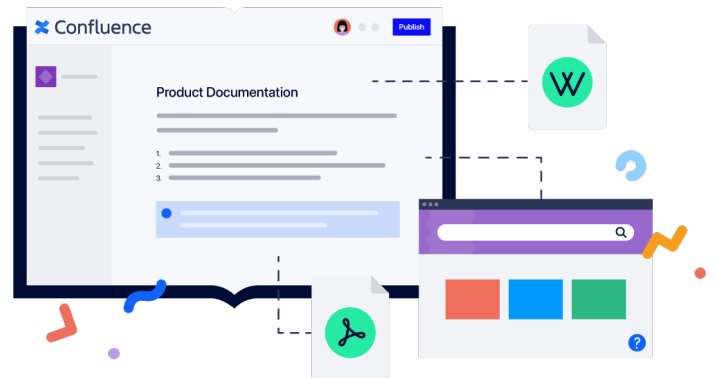 Confluence
Publish
Product Documentation
1.
2.
3.
W
?